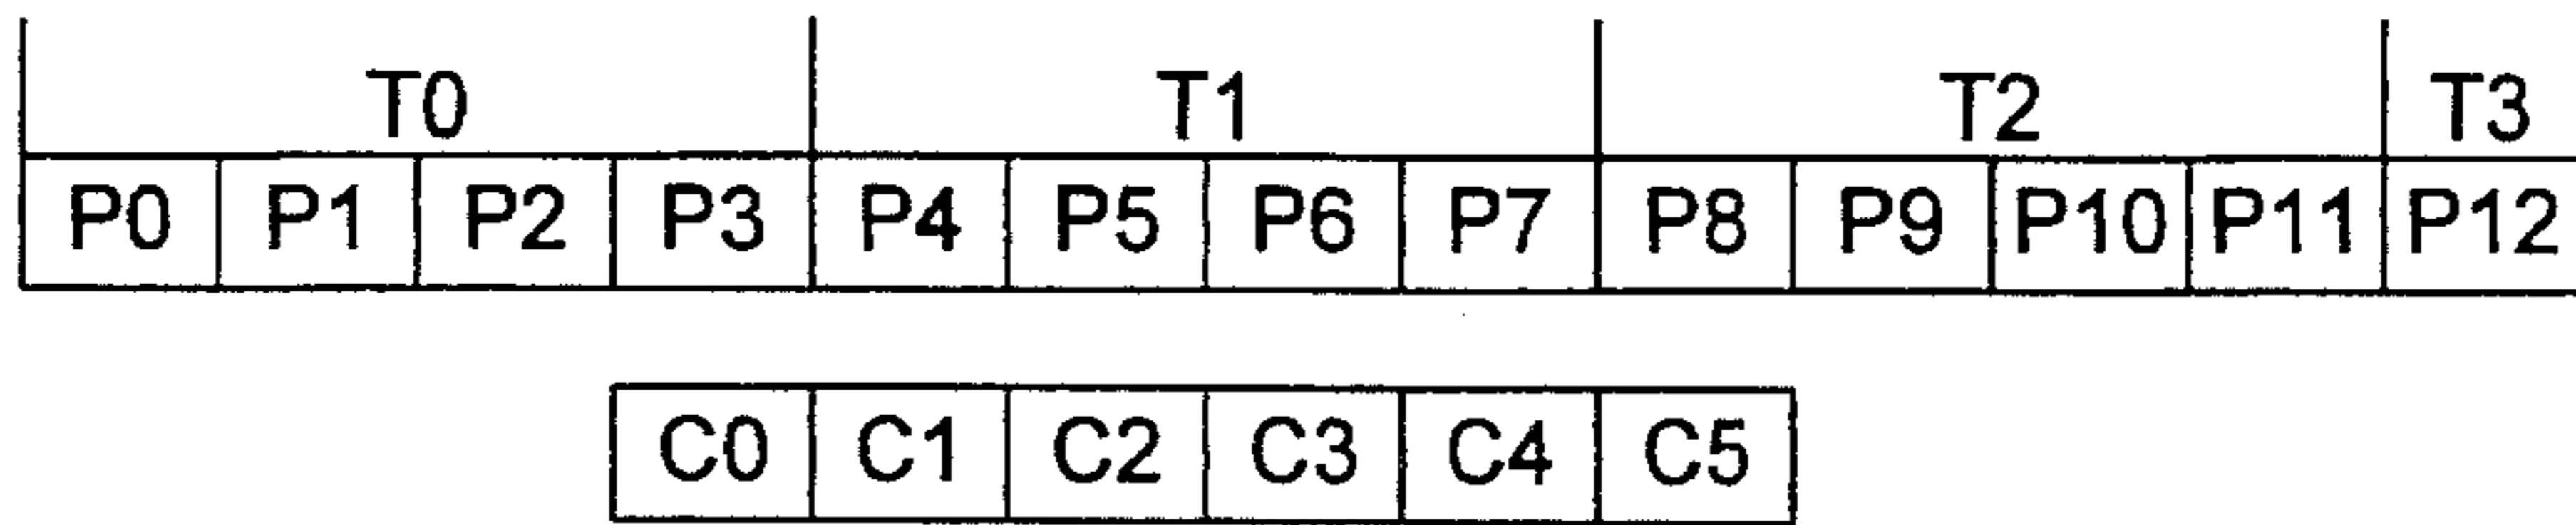 T0 T1 T2 T3
P0 P1 P2 P3 P4 P5 P6 P7 P8 P9 P10 P11 P12
C0 C1 C2 C3 C4 C5